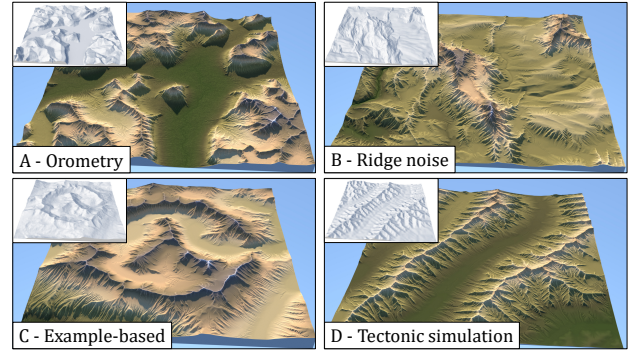 A - Orometry
B - Ridge noise
C - Example-based
D - Tectonic simulation